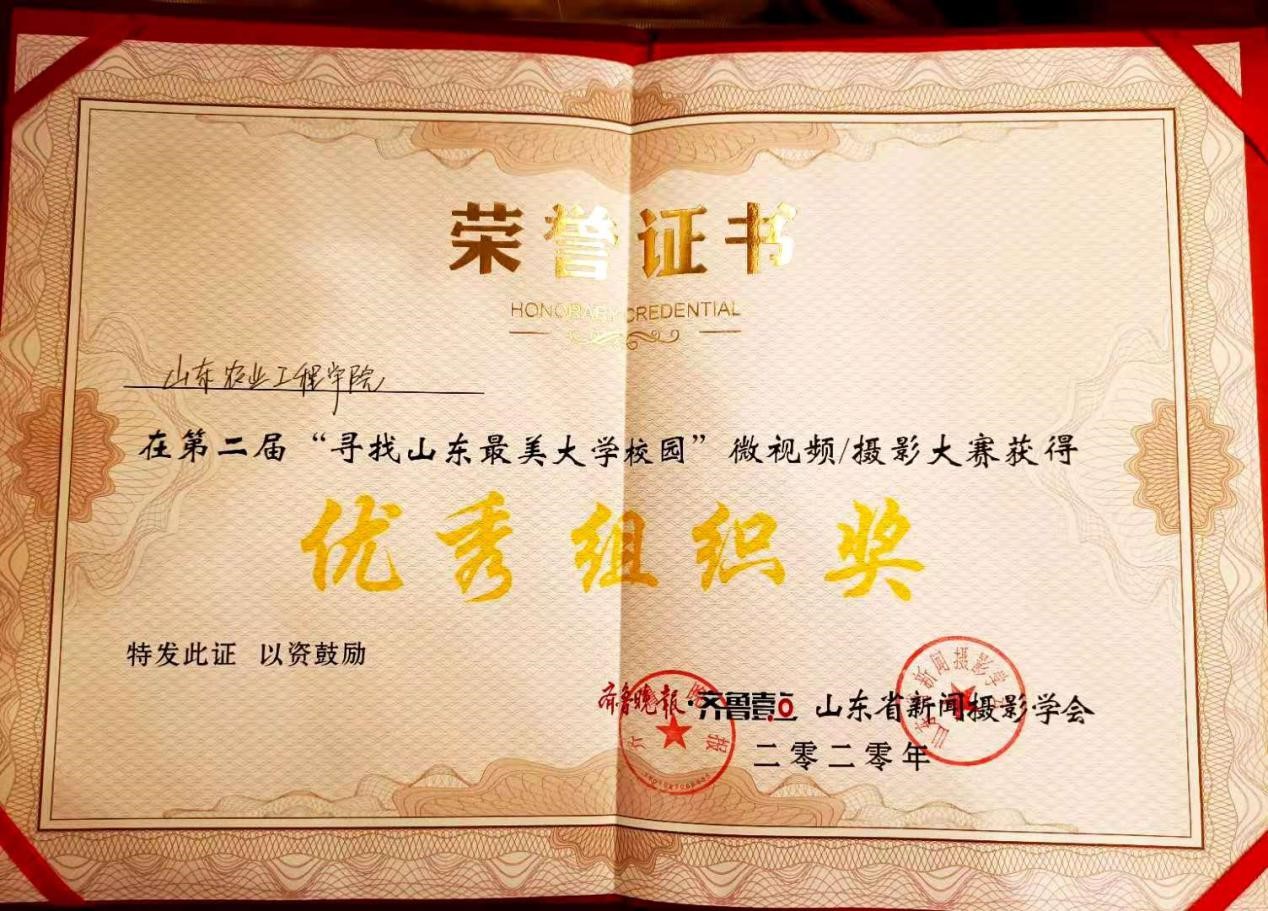 荣誉证书
HONORARY CREDENTIAL
山东农业工程学院
在第二届“寻找山东最美大学校园”微视频/摄影大赛获得
优秀组织奖
特发此证 以资鼓励
齐鲁晚报·齐鲁壹点 山东省新闻摄影学会
二零二零年